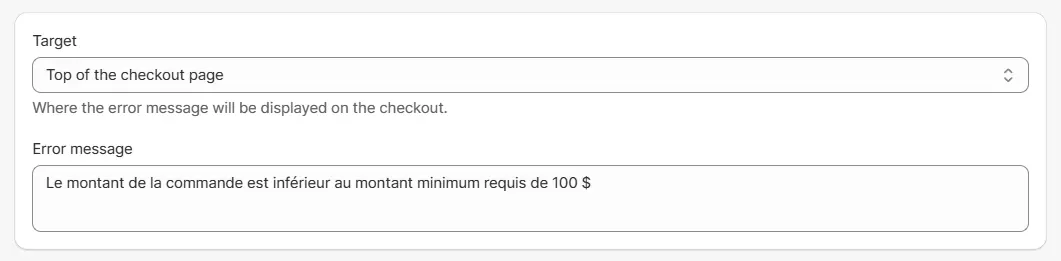 Target
Top of the checkout page
Where the error message will be displayed on the checkout.
Error message
Le montant de la commande est inférieur au montant minimum requis de 100 $